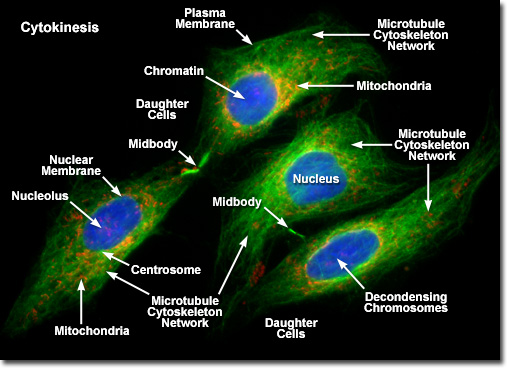 Cytokinesis
Plasma
Membrane
Microtubule
Cytoskeleton
Network
Chromatin
Mitochondria
Daughter
Cells
Midbody
Microtubule
Cytoskeleton
Network
Nuclear
Membrane
Nucleolus
Nucleus
Midbody
Centrosome
Microtubule
Cytoskeleton
Network
Decondensing
Chromosomes
Mitochondria
Daughter
Cells